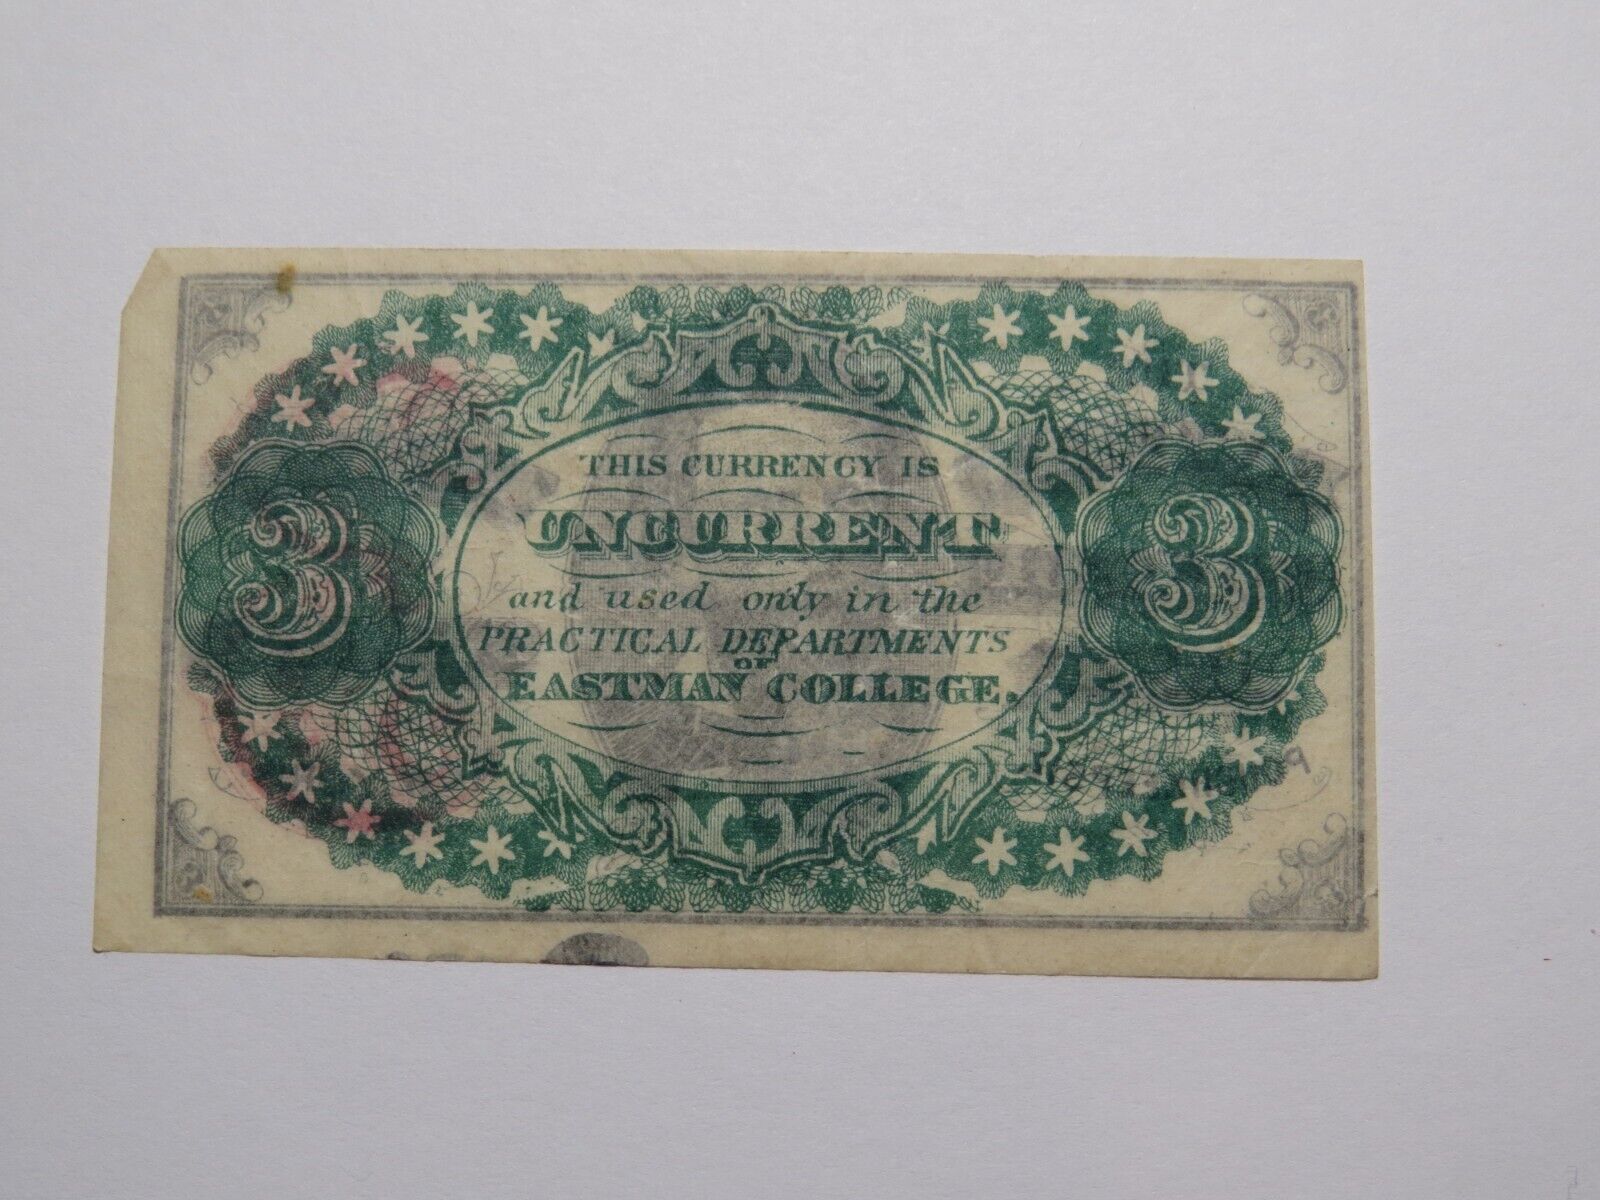 THIS CURRENCY IS
UNCURRENT
3 and used only in the 3
PRACTICAL DEPARTMENTS
OF
EASTMAN COLLEGE.